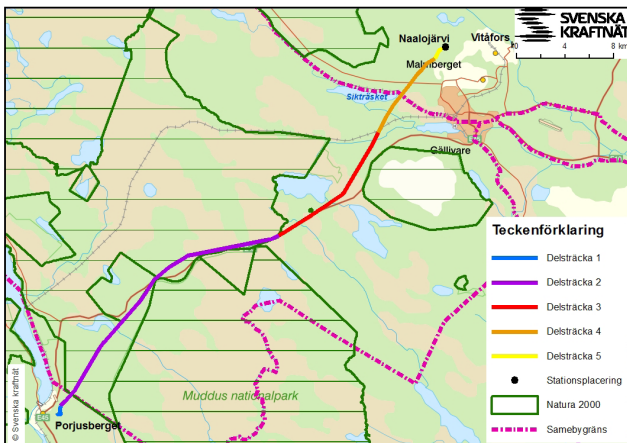 SVENSKA
KRAFTNÄT
Naalojärvi
Vitåfors
0 4 8 km
Malmberget
Sikträsket
Gällivare
Teckenförklaring
Delsträcka 1
Delsträcka 2
Delsträcka 3
Delsträcka 4
Delsträcka 5
Stationsplacering
Natura 2000
Samebygräns
Muddus nationalpark
Porjusberget
© Svenska kraftnät